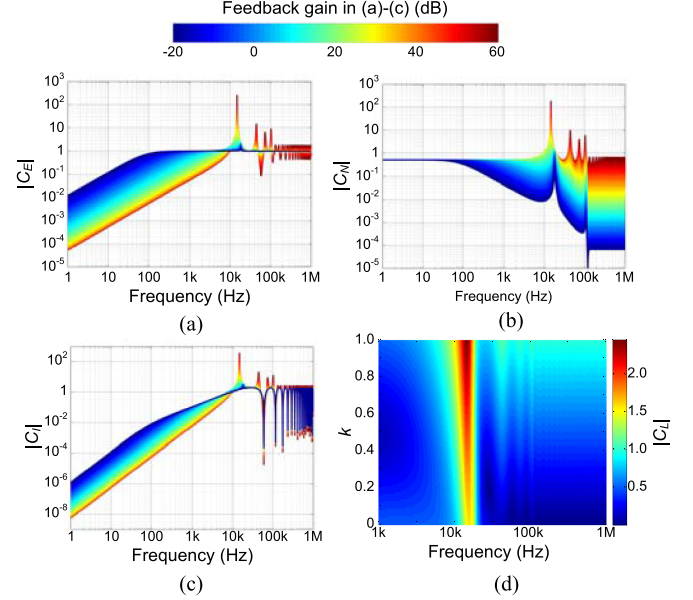 Feedback gain in (a)-(c) (dB)
-20 0 20 40 60
|C_E|
10^3
10^2
10
1
10^-1
10^-2
10^-3
10^-4
10^-5
1 10 100 1k 10k 100k 1M
Frequency (Hz)
(a)
|C_N|
10^3
10^2
10
1
10^-1
10^-2
10^-3
10^-4
10^-5
1 10 100 1k 10k 100k 1M
Frequency (Hz)
(b)
|C_I|
10^2
1
10^-2
10^-4
10^-6
10^-8
1 10 100 1k 10k 100k 1M
Frequency (Hz)
(c)
k
1.0
0.8
0.6
0.4
0.2
0
1k 10k 100k 1M
Frequency (Hz)
2.0
1.5
1.0
0.5
|C_L|
(d)